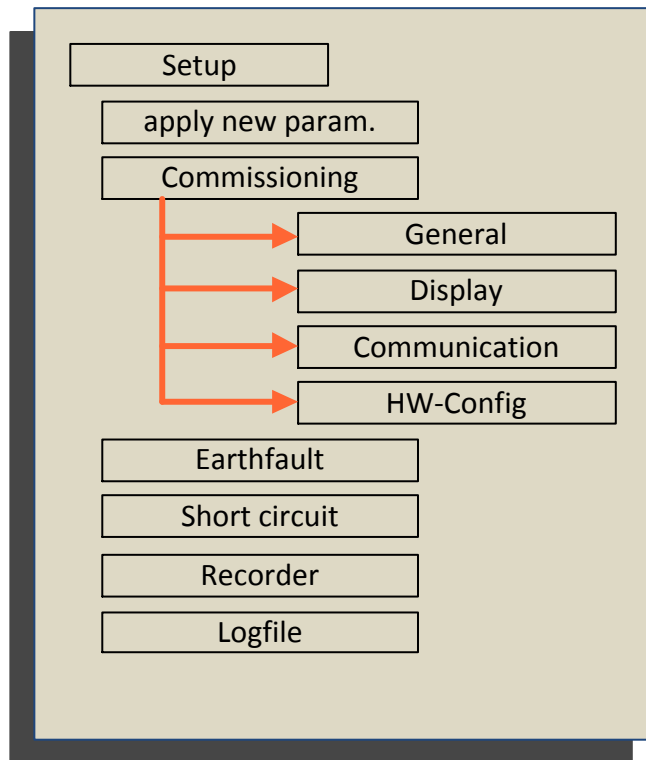 Setup
apply new param.
Commissioning
General
Display
Communication
HW-Config
Earthfault
Short circuit
Recorder
Logfile